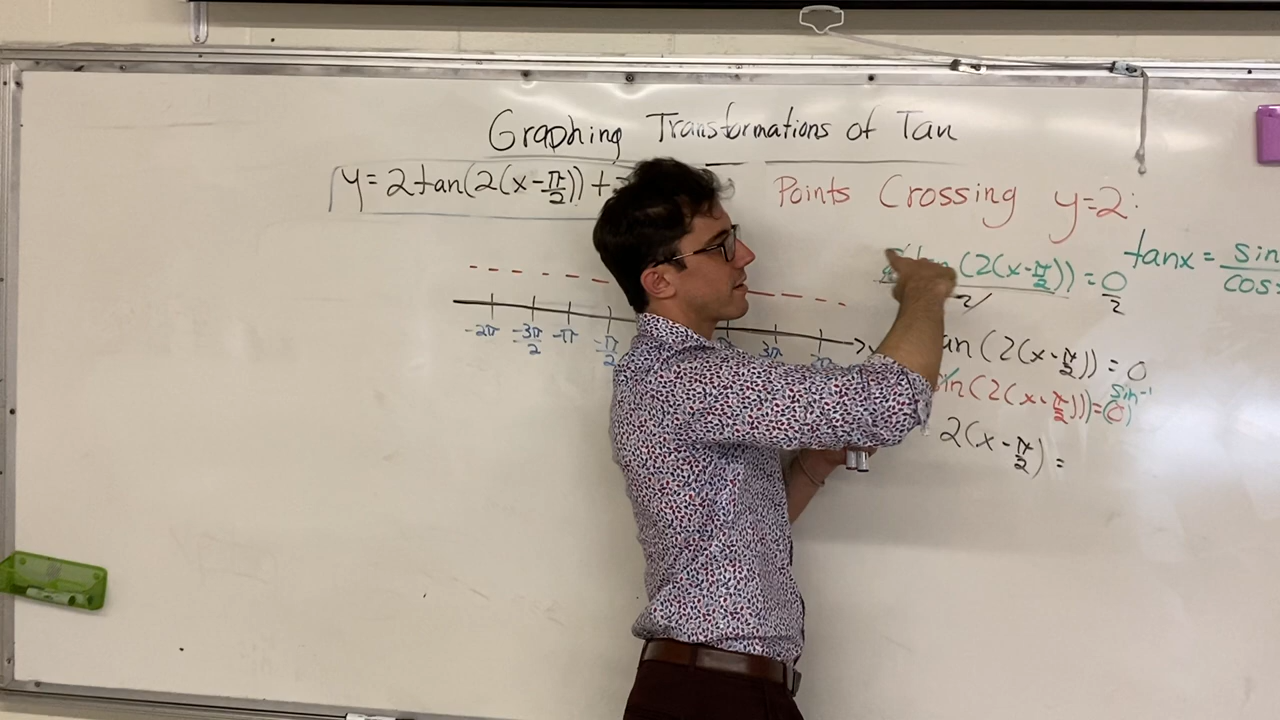 Graphing Transformations of Tan
y = 2tan(2(x-π/2)) +
Points Crossing y=2:
(2(x-π/2)) = 0/2
2
tanx = sin
cos
an(2(x-π/2)) = 0
in(2(x-π/2)) = (0) sin⁻¹
2(x-π/2) =
-2π -3π/2 -π -π/2 3π